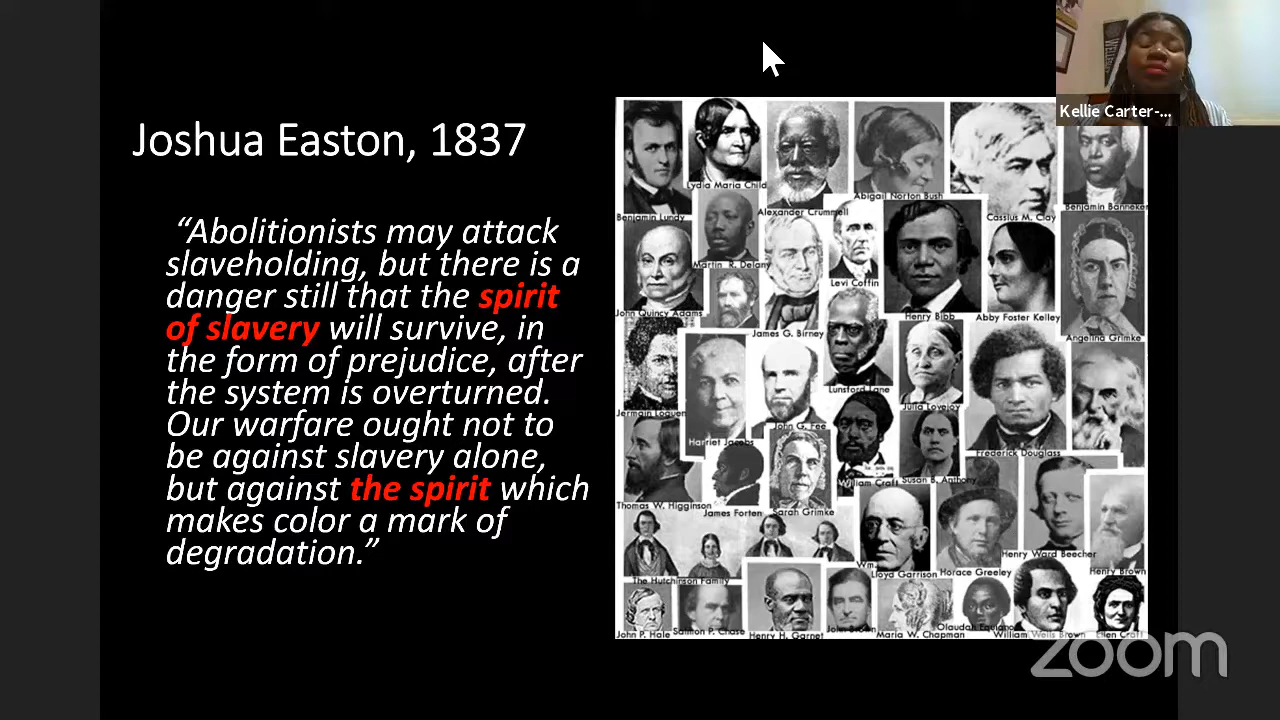 Kellie Carter-...
Joshua Easton, 1837
“Abolitionists may attack
slaveholding, but there is a
danger still that the spirit
of slavery will survive, in
the form of prejudice, after
the system is overturned.
Our warfare ought not to
be against slavery alone,
but against the spirit which
makes color a mark of
degradation.”
Lydia Maria Child
Abigail Norton Bush
Benjamin Lundy
Alexander Crummell
Cassius M. Clay
Benjamin Banneker
Martin R. Delany
Levi Coffin
John Quincy Adams
James G. Birney
Henry Bibb
Abby Foster Kelley
Angelina Grimke
Lunsford Lane
Jermain Loguen
Julia Lovejoy
John G. Fee
Harriet Jacobs
Frederick Douglass
William Craft
Susan B. Anthony
Thomas W. Higginson
James Forten
Sarah Grimke
Henry Ward Beecher
Wm.
Lloyd Garrison
Horace Greeley
Henry Brown
The Hutchinson Family
John P. Hale
Salmon P. Chase
Henry H. Garnet
John Brown
Maria W. Chapman
Olaudah Equiano
William Wells Brown
Ellen Craft
zoom